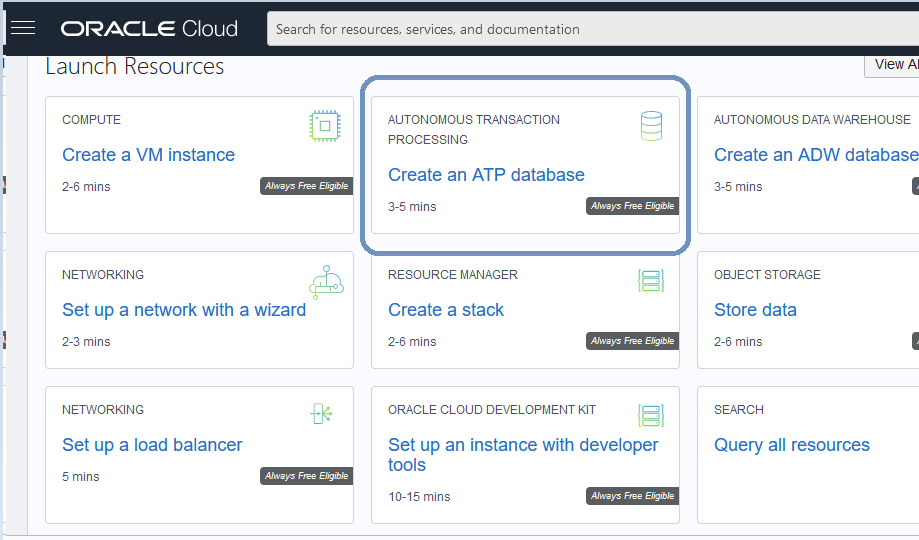 ORACLE Cloud
Search for resources, services, and documentation
Launch Resources
View Al
COMPUTE
Create a VM instance
2-6 mins
Always Free Eligible
AUTONOMOUS TRANSACTION
PROCESSING
Create an ATP database
3-5 mins
Always Free Eligible
AUTONOMOUS DATA WAREHOUSE
Create an ADW database
3-5 mins
NETWORKING
Set up a network with a wizard
2-3 mins
RESOURCE MANAGER
Create a stack
2-6 mins
Always Free Eligible
OBJECT STORAGE
Store data
2-6 mins
NETWORKING
Set up a load balancer
5 mins
Always Free Eligible
ORACLE CLOUD DEVELOPMENT KIT
Set up an instance with developer
tools
10-15 mins
Always Free Eligible
SEARCH
Query all resources